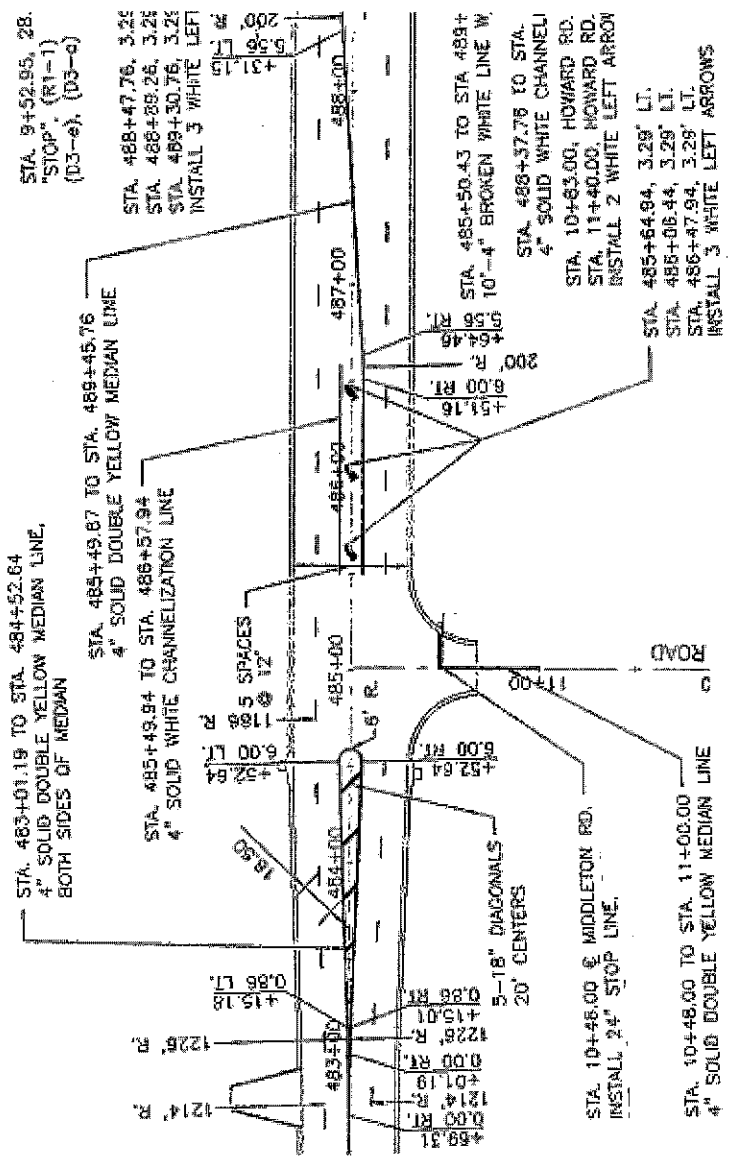 STA. 483+01.19 TO STA. 484+52.64
4" SOLID DOUBLE YELLOW MEDIAN LINE,
BOTH SIDES OF MEDIAN
STA. 485+49.87 TO STA. 489+45.76
4" SOLID DOUBLE YELLOW MEDIAN LINE
STA. 485+49.94 TO STA. 486+57.94
4" SOLID WHITE CHANNELIZATION LINE
5 SPACES
@ 12'
1186' R.
STA. 9+52.95, 28.
"STOP" (R1-1)
(D3-e), (D3-a)
STA. 488+47.76, 3.29
STA. 488+89.26, 3.29
STA. 489+30.76, 3.29
INSTALL 3 WHITE LEFT
200' R.
+31.15
5.56 LT.
1214' R.
1226' R.
+15.18
0.86 LT.
18.50
+52.64
6.00 LT.
483+00
484+00
485+00
486+00
487+00
488+00
6' R.
+69.31
0.00 RT.
1214' R.
+01.19
0.00 RT.
1226' R.
+15.01
0.86 RT.
+52.64
6.00 RT.
5-18" DIAGONALS
20' CENTERS
+51.16
6.00 RT.
200' R.
+64.46
5.56 RT.
STA. 485+50.43 TO STA 489+
10"-4" BROKEN WHITE LINE W.
STA. 488+37.76 TO STA.
4" SOLID WHITE CHANNELI
STA. 10+83.00, HOWARD RD.
STA. 11+40.00, HOWARD RD.
INSTALL 2 WHITE LEFT ARROW
STA. 485+64.94, 3.29' LT.
STA. 486+06.44, 3.29' LT.
STA. 486+47.94, 3.29' LT.
INSTALL 3 WHITE LEFT ARROWS
11+00
ROAD
STA. 10+48.00 ℄ MIDDLETON RD.
INSTALL 24" STOP LINE.
STA. 10+48.00 TO STA. 11+00.00
4" SOLID DOUBLE YELLOW MEDIAN LINE